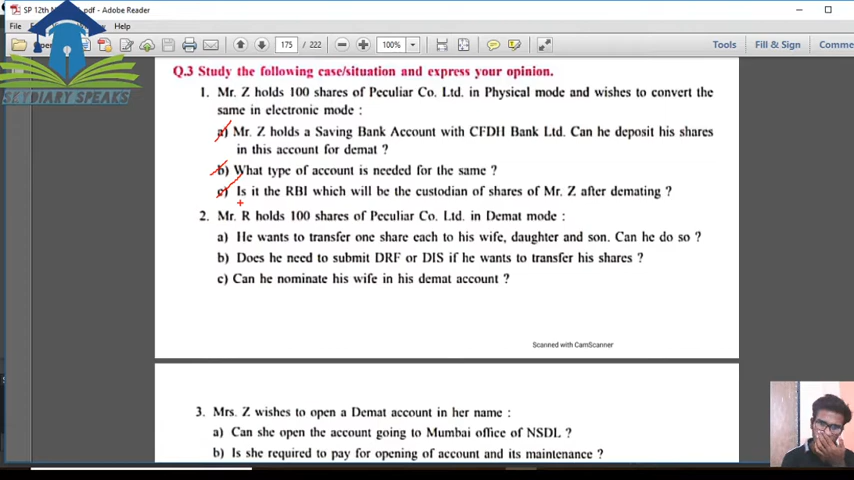 SP 12th
.pdf - Adobe Reader
File
Window
Help
175 / 222
100%
Tools
Fill & Sign
Comme
SKYDIARY SPEAKS
Q.3 Study the following case/situation and express your opinion.
1. Mr. Z holds 100 shares of Peculiar Co. Ltd. in Physical mode and wishes to convert the
same in electronic mode :
a) Mr. Z holds a Saving Bank Account with CFDH Bank Ltd. Can he deposit his shares
in this account for demat ?
b) What type of account is needed for the same ?
c) Is it the RBI which will be the custodian of shares of Mr. Z after demating ?
2. Mr. R holds 100 shares of Peculiar Co. Ltd. in Demat mode :
a) He wants to transfer one share each to his wife, daughter and son. Can he do so ?
b) Does he need to submit DRF or DIS if he wants to transfer his shares ?
c) Can he nominate his wife in his demat account ?
Scanned with CamScanner
3. Mrs. Z wishes to open a Demat account in her name :
a) Can she open the account going to Mumbai office of NSDL ?
b) Is she required to pay for opening of account and its maintenance ?